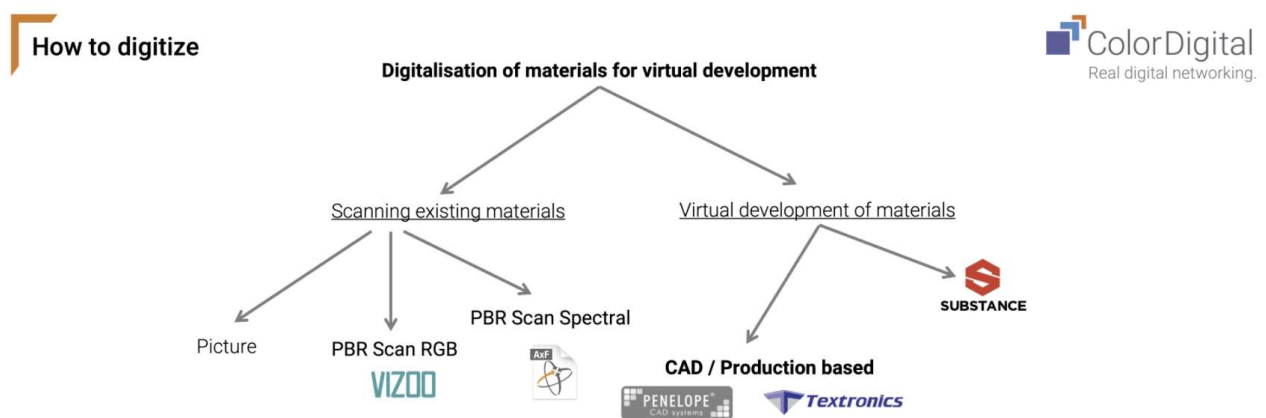 How to digitize
ColorDigital
Real digital networking.
Digitalisation of materials for virtual development
Scanning existing materials
Virtual development of materials
SUBSTANCE
PBR Scan Spectral
Picture
PBR Scan RGB
VIZOO
AxF
CAD / Production based
PENELOPE®
CAD systems
Textronics